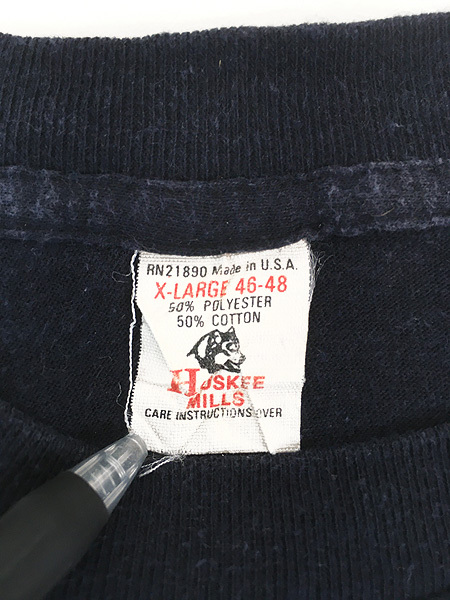 RN21890 Made in U.S.A.
X-LARGE 46-48
50% POLYESTER
50% COTTON
HUSKEE
MILLS
CARE INSTRUCTIONS OVER